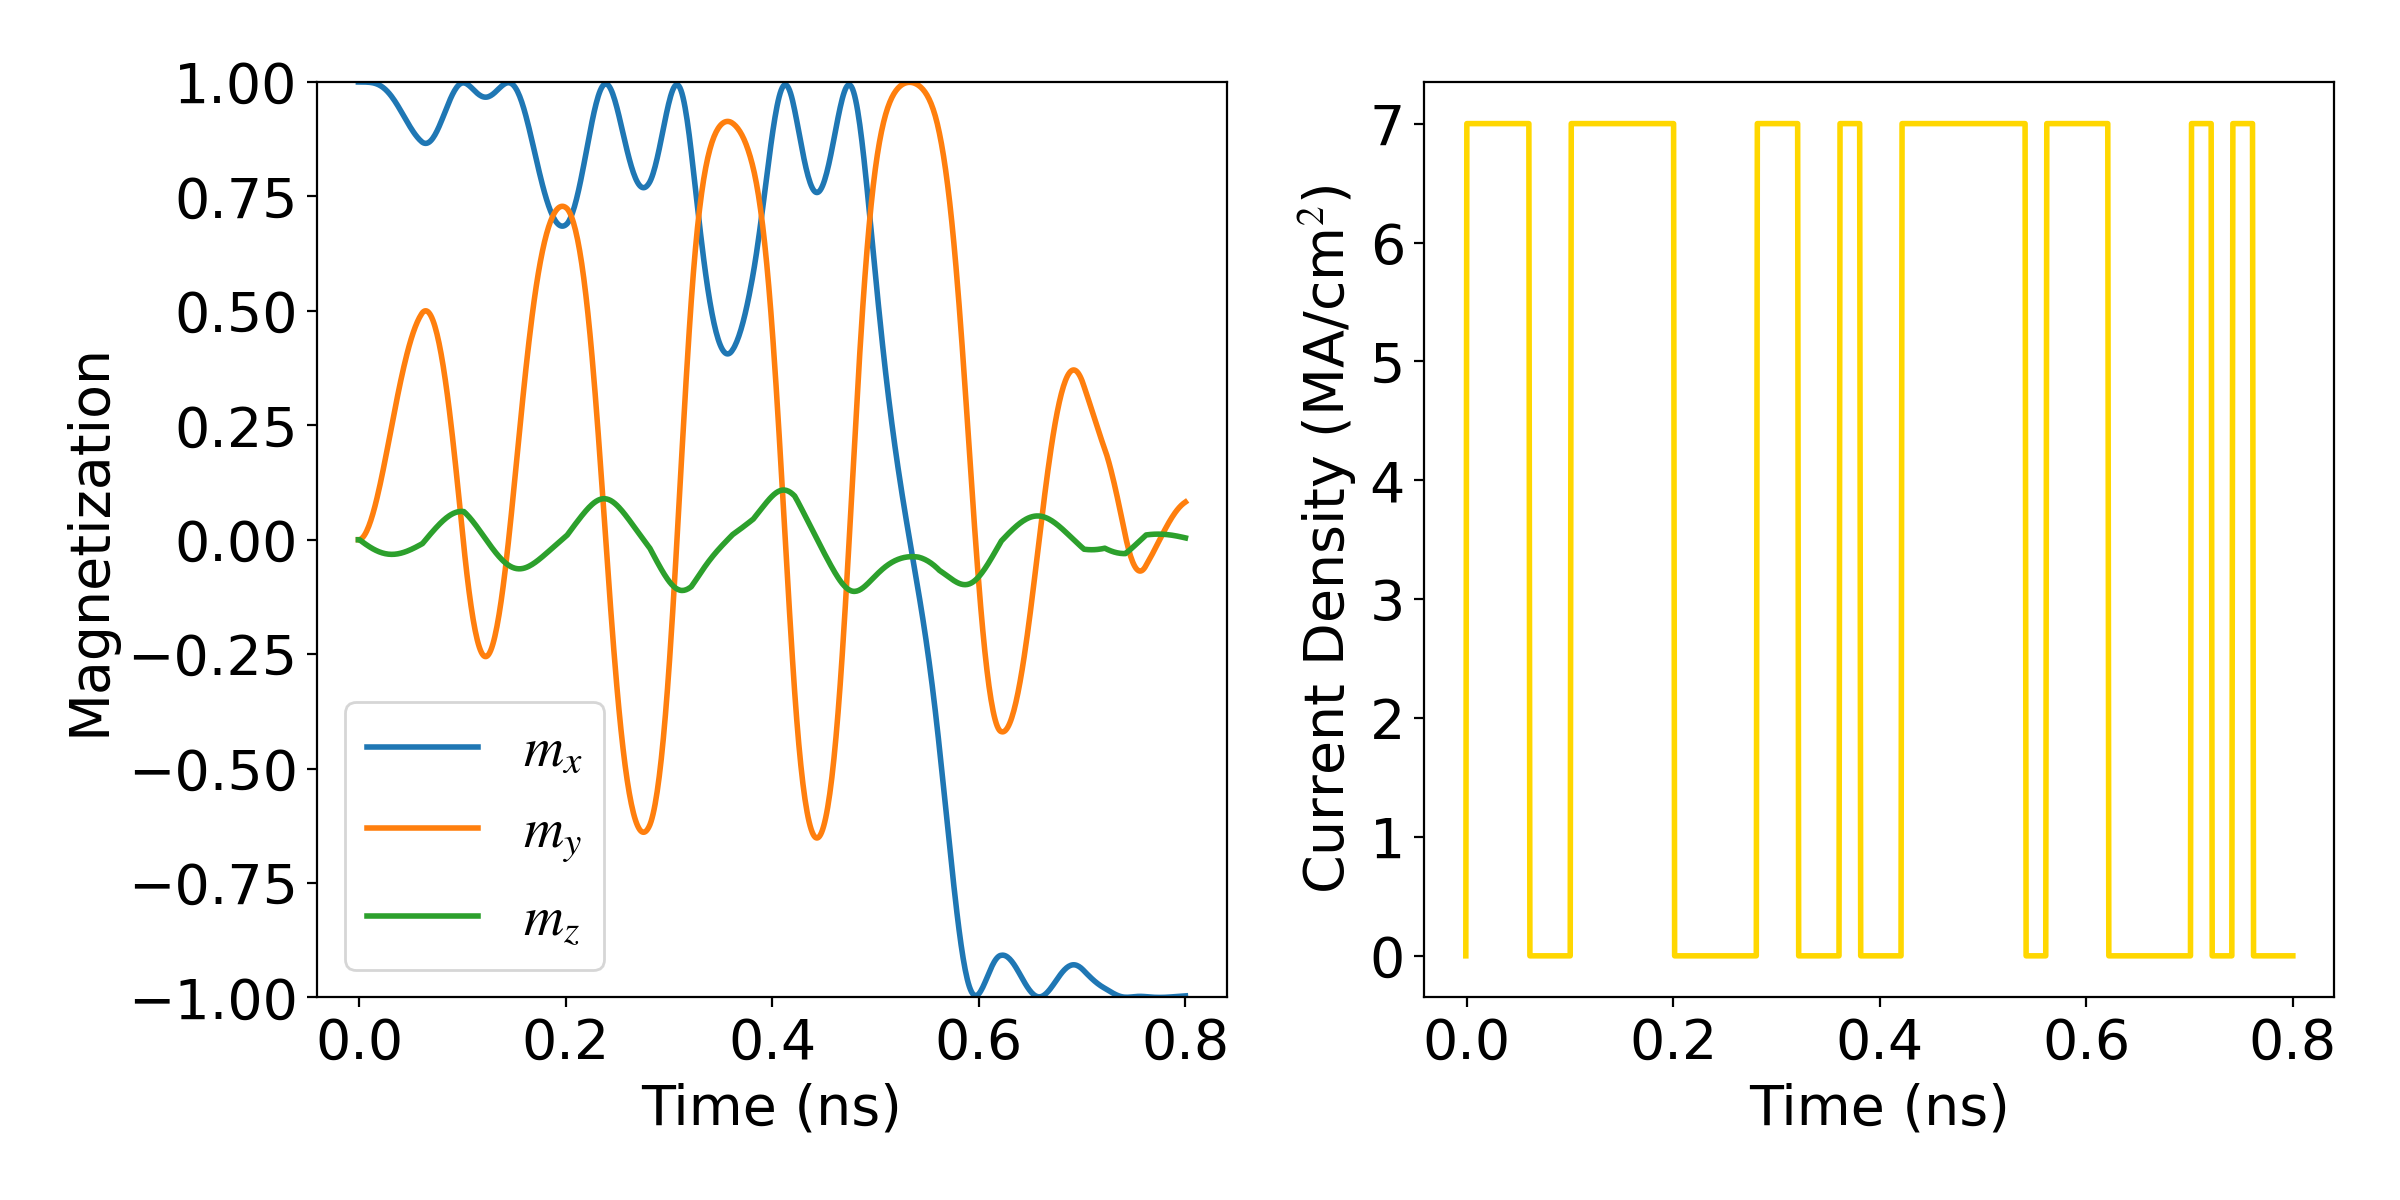 Magnetization
1.00
0.75
0.50
0.25
0.00
−0.25
−0.50
−0.75
−1.00
m_x
m_y
m_z
0.0 0.2 0.4 0.6 0.8
Time (ns)
Current Density (MA/cm²)
7
6
5
4
3
2
1
0
0.0 0.2 0.4 0.6 0.8
Time (ns)